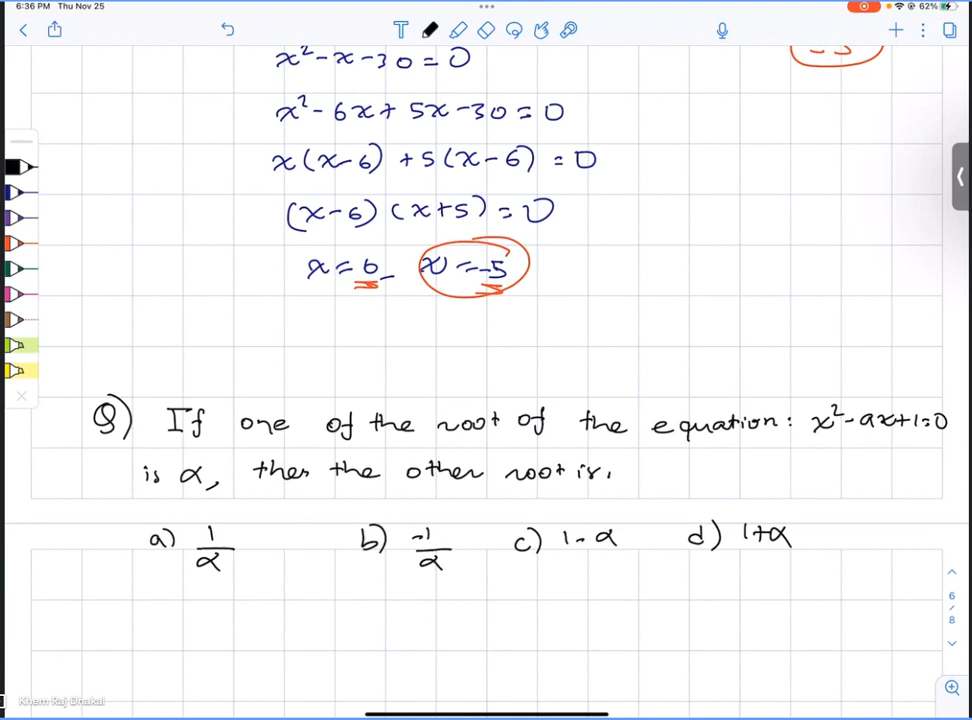 6:36 PM Thu Nov 25
62%
x² - x - 30 = 0
= -5
x² - 6x + 5x - 30 = 0
x(x-6) + 5(x-6) = 0
(x-6) (x+5) = 0
x = 6 x = -5
Q) If one of the root of the equation: x² - ax + 1 = 0
is α, then the other root is.
a) 1/α b) -1/α c) 1-α d) 1+α
6
/
8
Khem Raj Dhakal